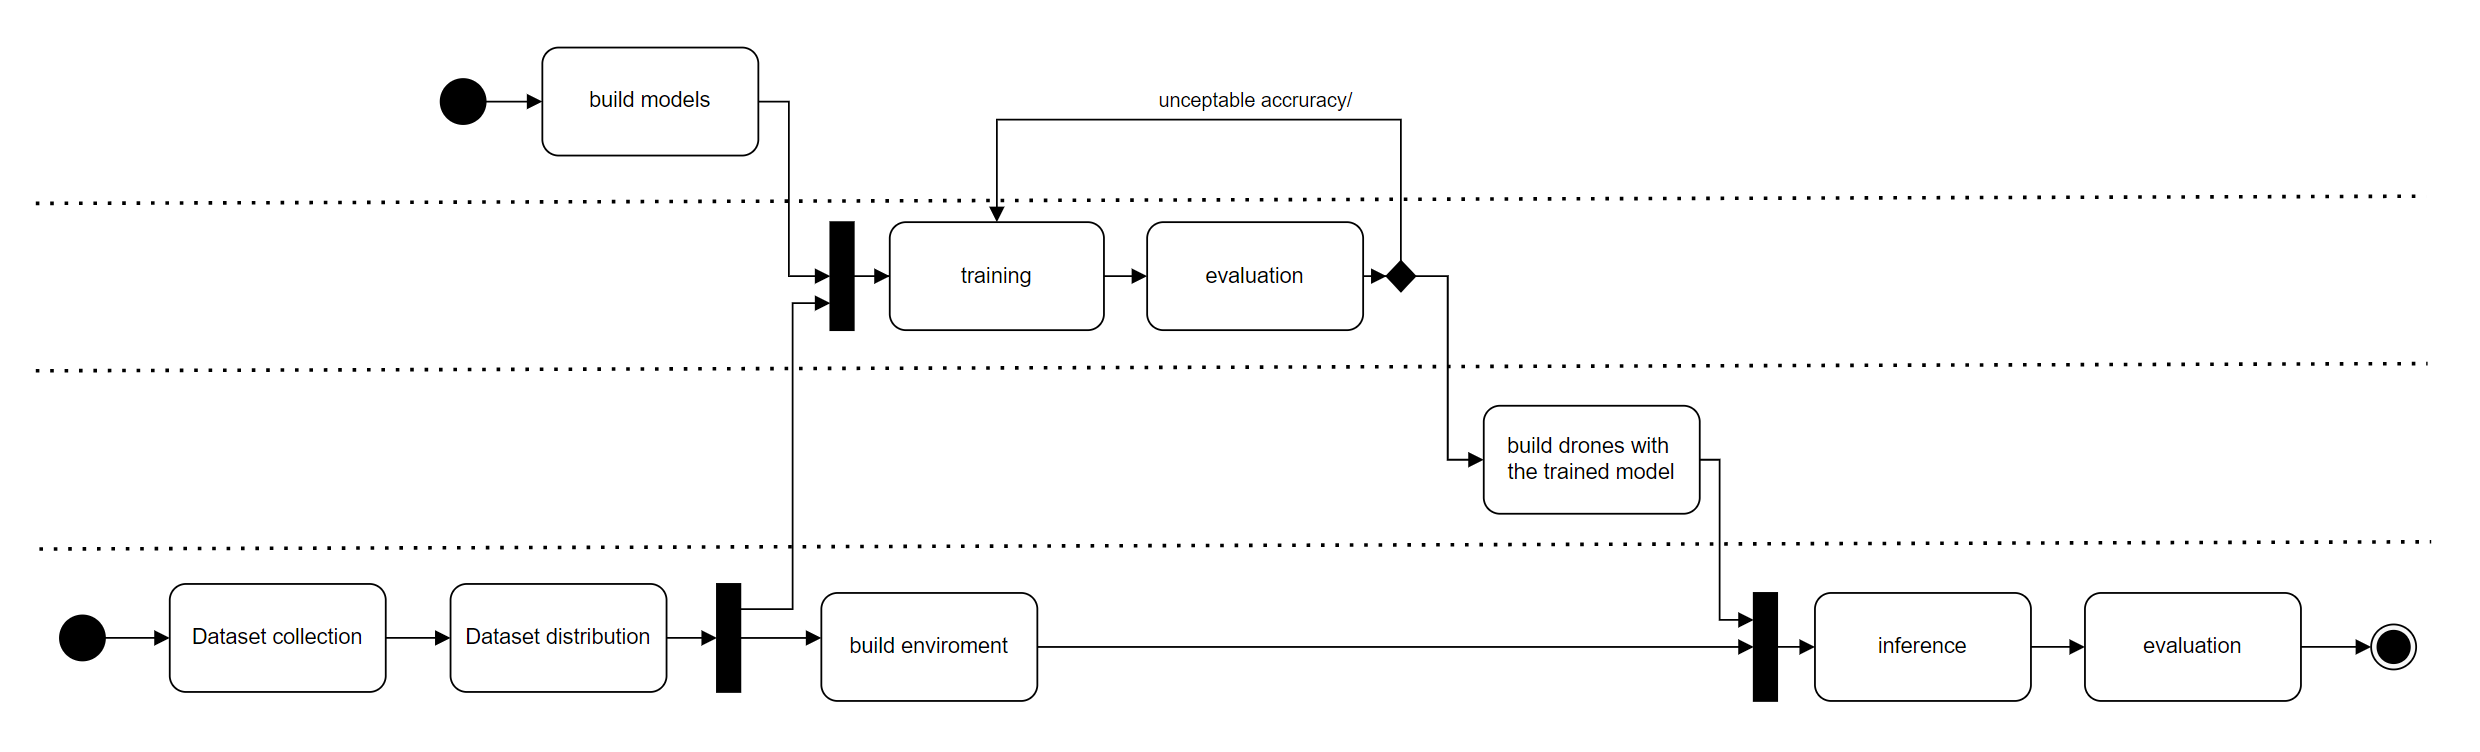 build models
unceptable accruracy/
training
evaluation
build drones with
the trained model
Dataset collection
Dataset distribution
build enviroment
inference
evaluation